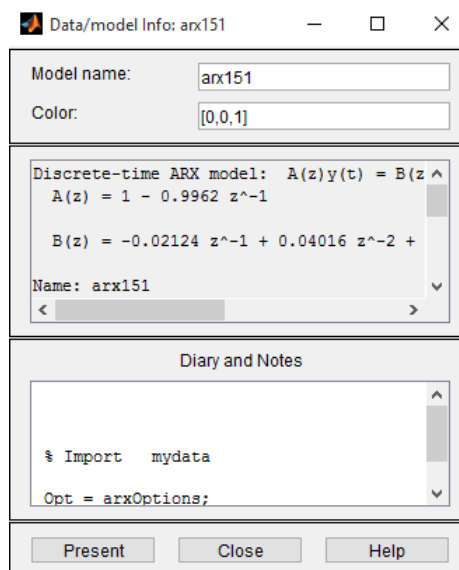 Data/model Info: arx151
Model name:
arx151
Color:
[0,0,1]
Discrete-time ARX model:  A(z)y(t) = B(z
A(z) = 1 - 0.9962 z^-1
B(z) = -0.02124 z^-1 + 0.04016 z^-2 +
Name: arx151
Diary and Notes
% Import   mydata
Opt = arxOptions;
Present
Close
Help